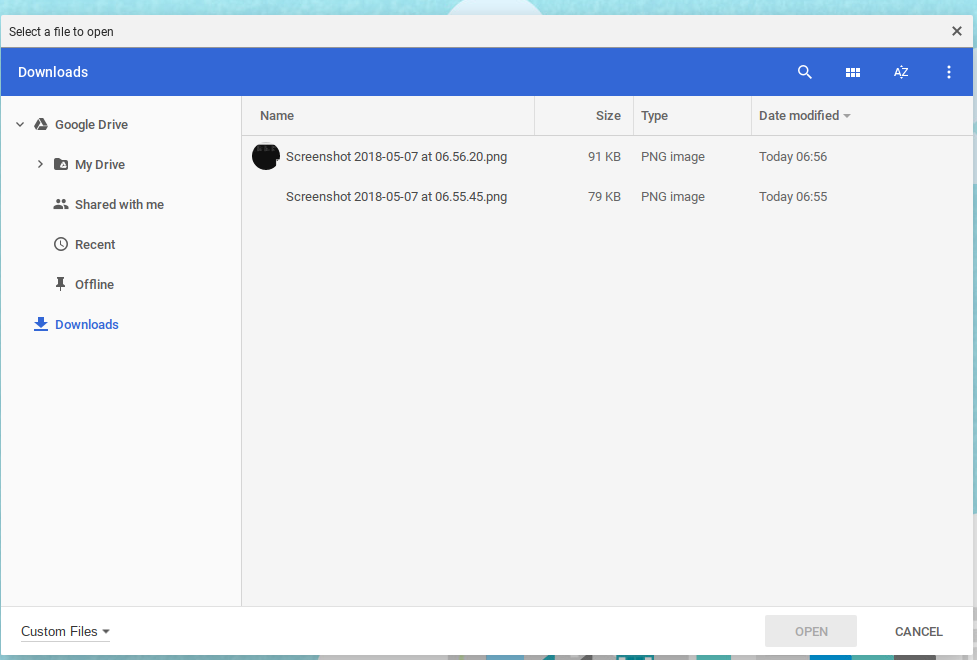 Select a file to open
Downloads
AZ
Google Drive
My Drive
Shared with me
Recent
Offline
Downloads
Name Size Type Date modified
Screenshot 2018-05-07 at 06.56.20.png 91 KB PNG image Today 06:56
Screenshot 2018-05-07 at 06.55.45.png 79 KB PNG image Today 06:55
Custom Files
OPEN
CANCEL